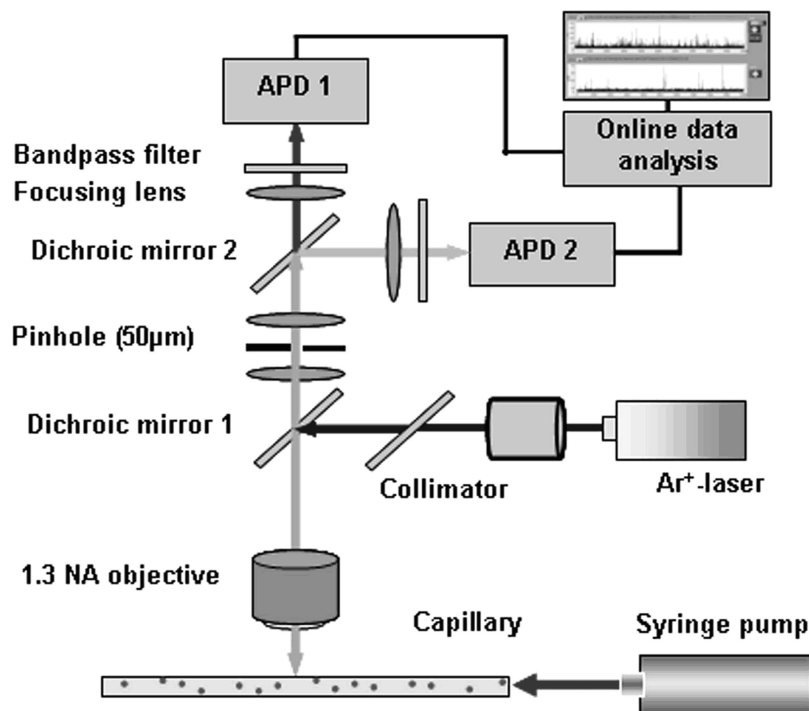 APD 1
Online data
analysis
Bandpass filter
Focusing lens
Dichroic mirror 2
APD 2
Pinhole (50µm)
Dichroic mirror 1
Collimator
Ar⁺-laser
1.3 NA objective
Capillary
Syringe pump